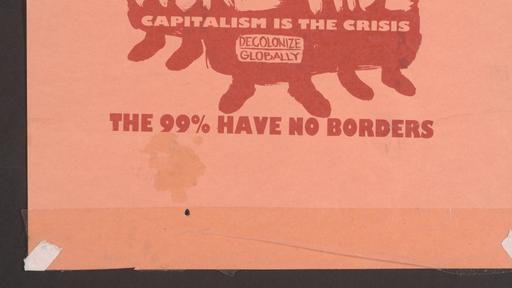 CAPITALISM IS THE CRISIS
DECOLONIZE
GLOBALLY
THE 99% HAVE NO BORDERS